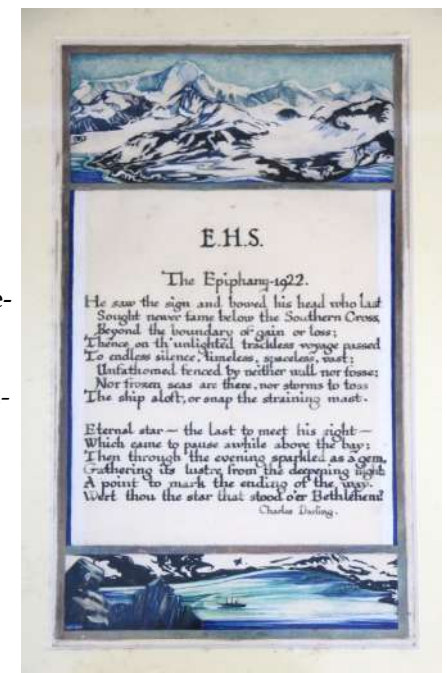 E.H.S.
The Epiphany-1922.
He saw the sign and bowed his head who last
Sought newer fame below the Southern Cross,
Beyond the boundary of gain or loss;
Thence on th' unlighted trackless voyage passed
To endless silence, timeless, spaceless, vast;
Unfathomed fenced by neither wall nor fosse;
Nor frozen seas are there, nor storms to toss
The ship aloft, or snap the straining mast.
Eternal star — the last to meet his sight —
Which came to pause awhile above the bay;
Then through the evening sparkled as a gem,
Gathering its lustre from the deepening night
A point to mark the ending of the way.
Wert thou the star that stood o'er Bethlehem?
Charles Darling.